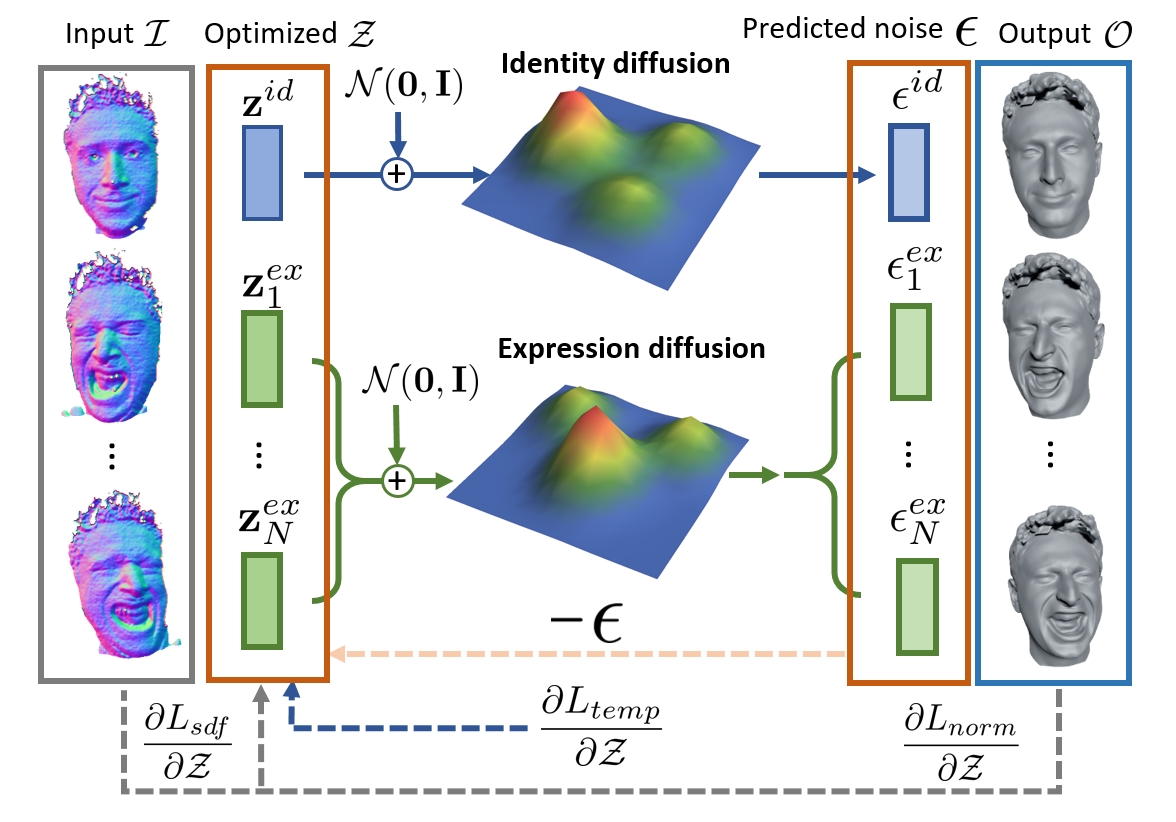 Input $\mathcal{I}$
Optimized $\mathcal{Z}$
Predicted noise $\boldsymbol{\epsilon}$
Output $\mathcal{O}$
$\mathbf{z}^{id}$
$\mathcal{N}(\mathbf{0}, \mathbf{I})$
+
Identity diffusion
$\epsilon^{id}$
$\mathbf{z}_1^{ex}$
$\epsilon_1^{ex}$
Expression diffusion
$\mathcal{N}(\mathbf{0}, \mathbf{I})$
+
⋮
⋮
⋮
⋮
$\mathbf{z}_N^{ex}$
$\epsilon_N^{ex}$
$-\epsilon$
$\frac{\partial L_{sdf}}{\partial \mathcal{Z}}$
$\frac{\partial L_{temp}}{\partial \mathcal{Z}}$
$\frac{\partial L_{norm}}{\partial \mathcal{Z}}$